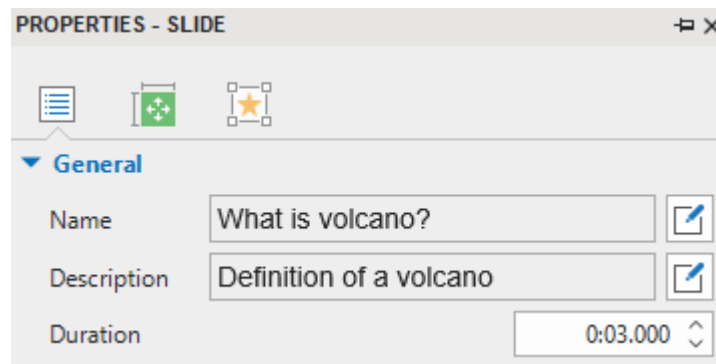 PROPERTIES - SLIDE
General
Name What is volcano?
Description Definition of a volcano
Duration 0:03.000